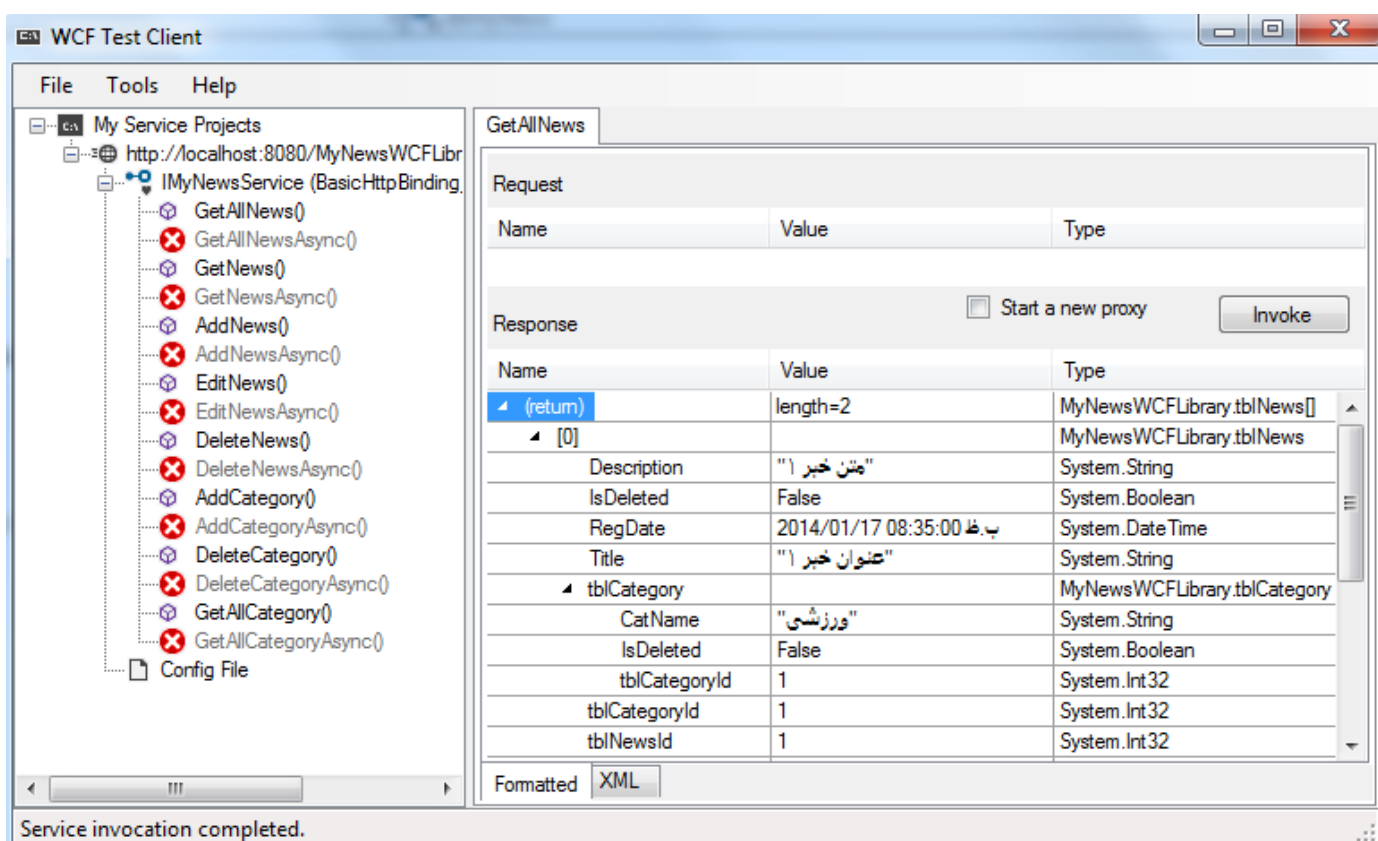 WCF Test Client
File Tools Help
My Service Projects
http://localhost:8080/MyNewsWCFLibr
IMyNewsService (BasicHttpBinding_
GetAllNews()
GetAllNewsAsync()
GetNews()
GetNewsAsync()
AddNews()
AddNewsAsync()
EditNews()
EditNewsAsync()
DeleteNews()
DeleteNewsAsync()
AddCategory()
AddCategoryAsync()
DeleteCategory()
DeleteCategoryAsync()
GetAllCategory()
GetAllCategoryAsync()
Config File
GetAllNews
Request
Name Value Type
Response Start a new proxy Invoke
Name Value Type
(return) length=2 MyNewsWCFLibrary.tblNews[]
[0] MyNewsWCFLibrary.tblNews
Description "متن خبر ۱" System.String
IsDeleted False System.Boolean
RegDate 2014/01/17 08:35:00 ب.ظ System.DateTime
Title "عنوان خبر ۱" System.String
tblCategory MyNewsWCFLibrary.tblCategory
CatName "ورزشی" System.String
IsDeleted False System.Boolean
tblCategoryId 1 System.Int32
tblCategoryId 1 System.Int32
tblNewsId 1 System.Int32
Formatted XML
Service invocation completed.